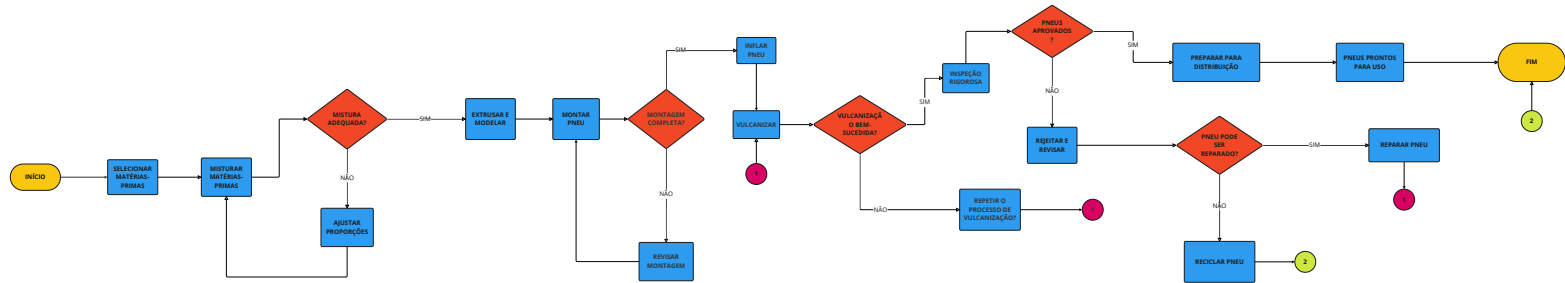 INÍCIO
SELECIONAR
MATÉRIAS-
PRIMAS
MISTURAR
MATÉRIAS-
PRIMAS
MISTURA
ADEQUADA?
SIM
NÃO
AJUSTAR
PROPORÇÕES
EXTRUSAR E
MODELAR
MONTAR
PNEU
MONTAGEM
COMPLETA?
SIM
NÃO
REVISAR
MONTAGEM
INFLAR
PNEU
VULCANIZAR
1
VULCANIZAÇÃ
O BEM-
SUCEDIDA?
SIM
NÃO
REPETIR O
PROCESSO DE
VULCANIZAÇÃO?
1
INSPEÇÃO
RIGOROSA
PNEUS
APROVADOS
?
SIM
NÃO
PREPARAR PARA
DISTRIBUIÇÃO
PNEUS PRONTOS
PARA USO
FIM
2
REJEITAR E
REVISAR
PNEU PODE
SER
REPARADO?
SIM
NÃO
REPARAR PNEU
1
RECICLAR PNEU
2